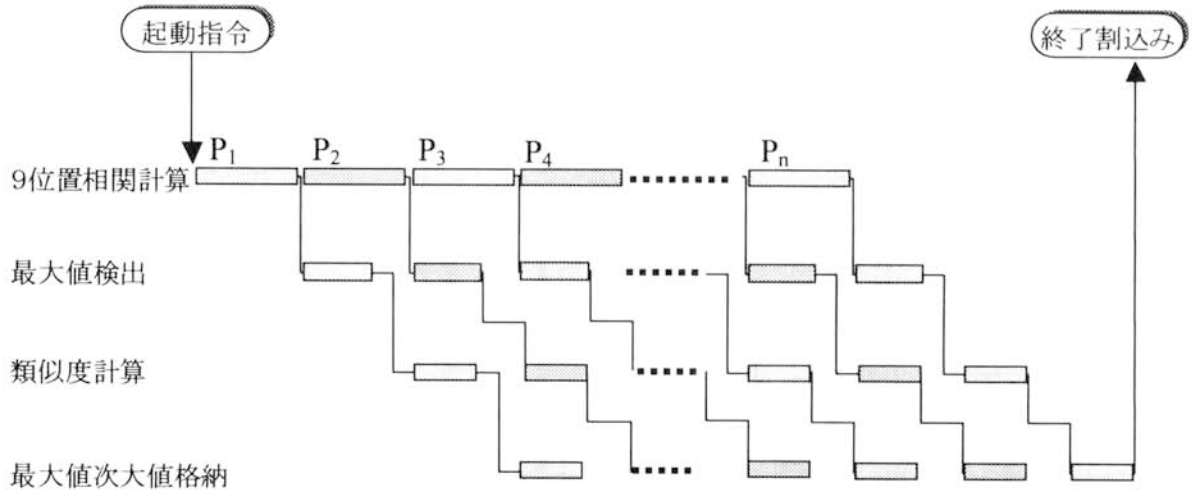 起動指令
終了割込み
P1 P2 P3 P4 Pn
9位置相関計算
最大値検出
類似度計算
最大値次大値格納